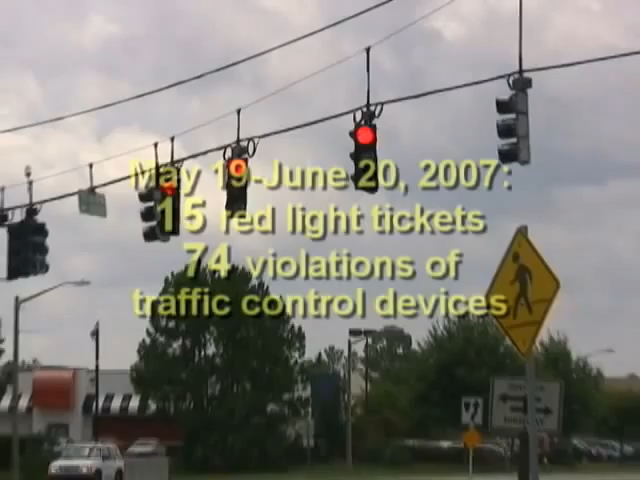 May 19-June 20, 2007:
15 red light tickets
74 violations of
traffic control devices